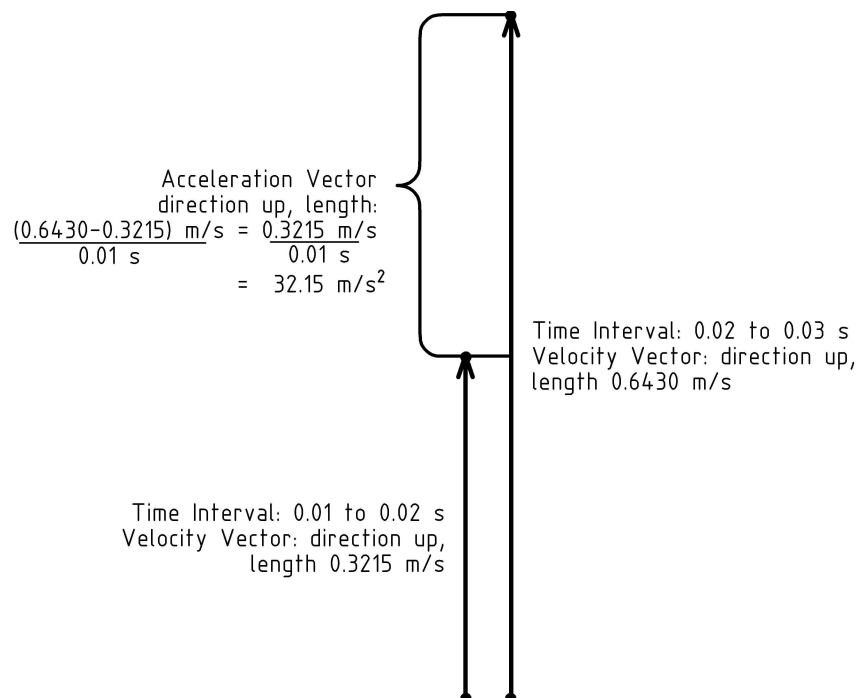 Acceleration Vector
direction up, length:
(0.6430-0.3215) m/s = 0.3215 m/s
0.01 s 0.01 s
= 32.15 m/s²
Time Interval: 0.02 to 0.03 s
Velocity Vector: direction up,
length 0.6430 m/s
Time Interval: 0.01 to 0.02 s
Velocity Vector: direction up,
length 0.3215 m/s